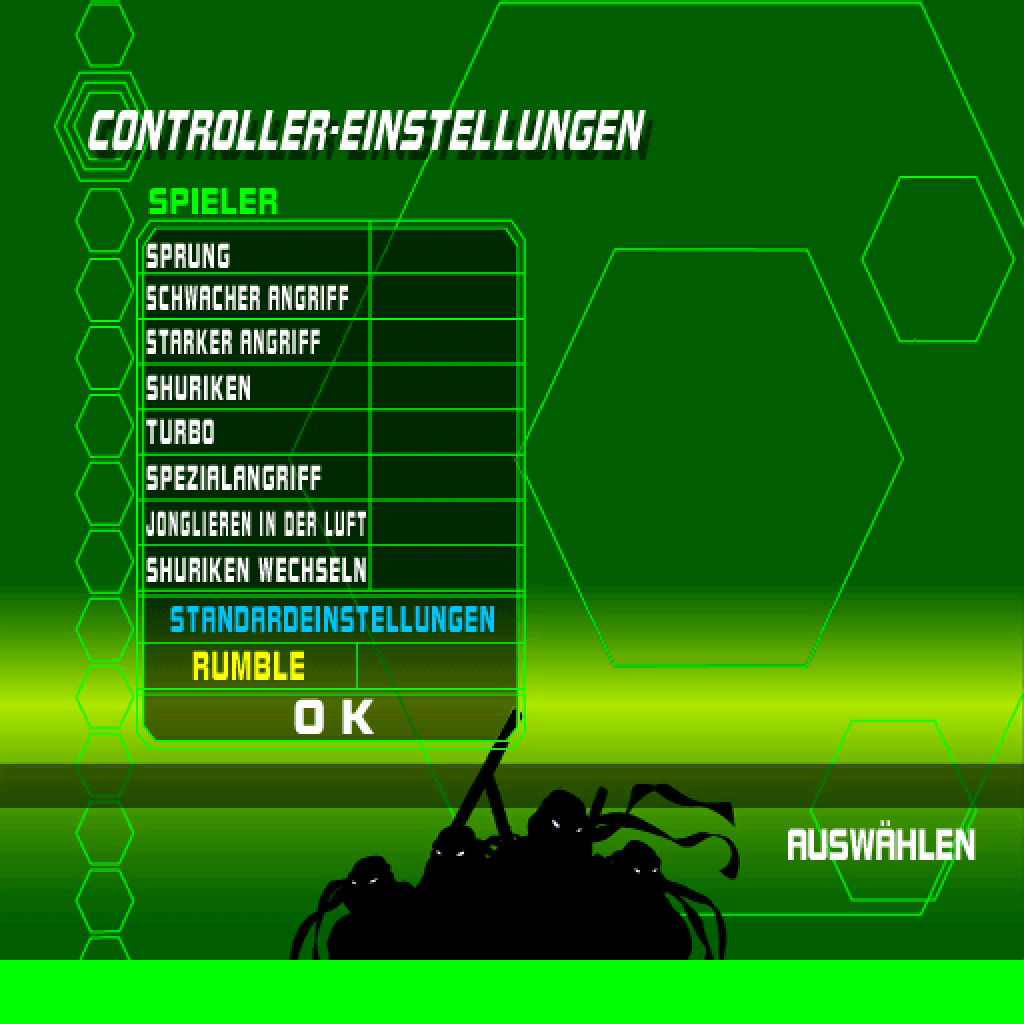 CONTROLLER-EINSTELLUNGEN
SPIELER
SPRUNG
SCHWACHER ANGRIFF
STARKER ANGRIFF
SHURIKEN
TURBO
SPEZIALANGRIFF
JONGLIEREN IN DER LUFT
SHURIKEN WECHSELN
STANDARDEINSTELLUNGEN
RUMBLE
OK
AUSWÄHLEN